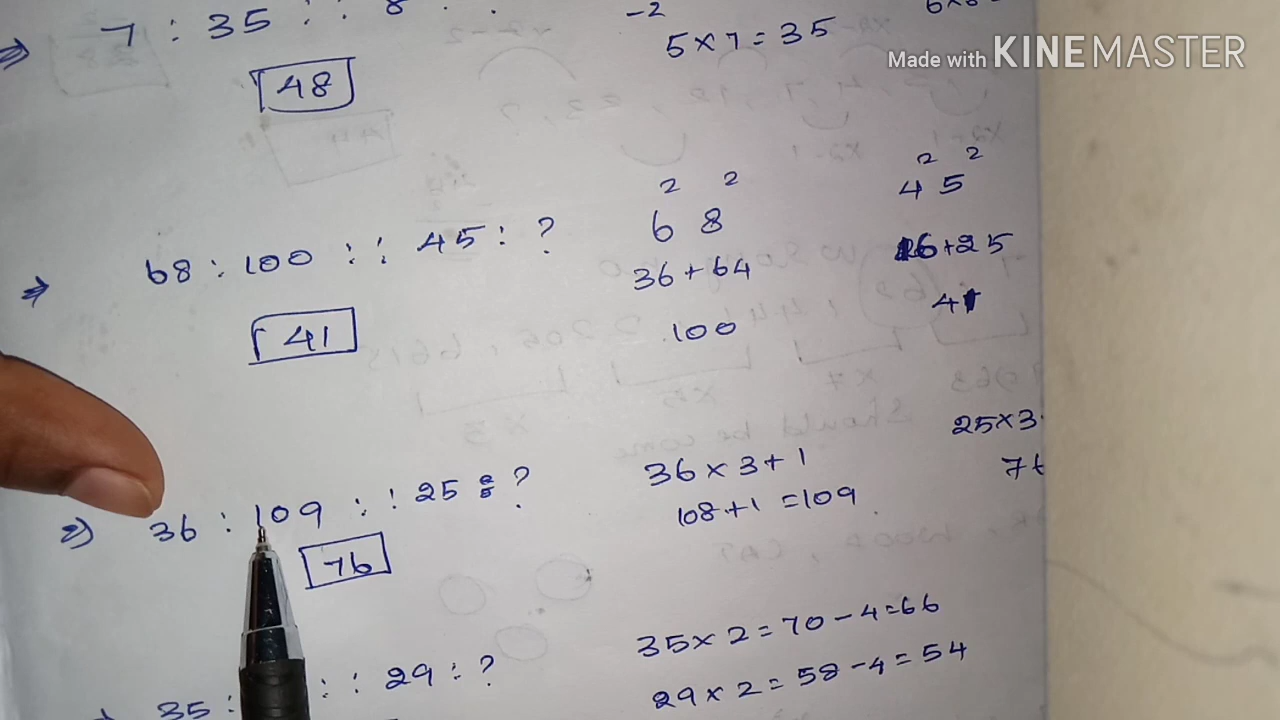 ⇒ 7 : 35 : : 8 : -2
5 × 7 = 35
Made with KINEMASTER
48
⇒ 68 : 100 : : 45 : ?
41
2 2
6 8
36 + 64
100
2 2
4 5
16+25
41
⇒ 36 : 109 : : 25 : ?
76
36 × 3 + 1
108 + 1 = 109
25×3
35 : : : 29 : ?
35 × 2 = 70 - 4 = 66
29 × 2 = 58 - 4 = 54